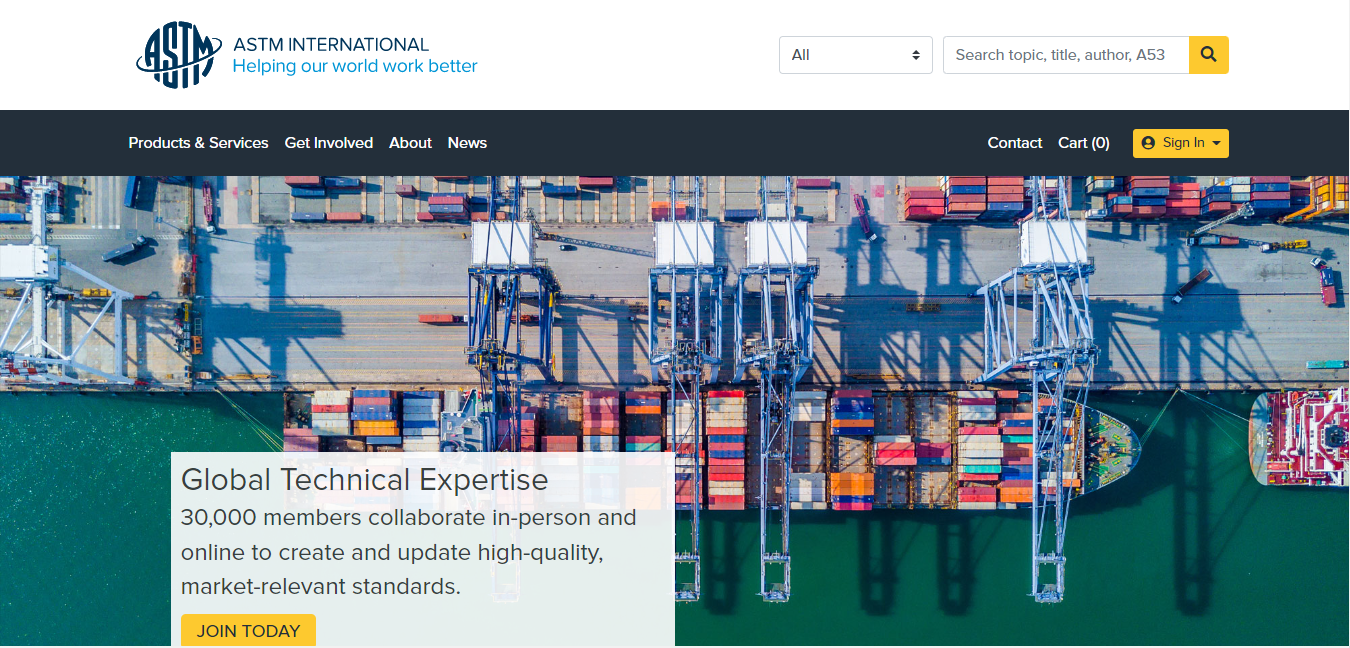 ASTM
ASTM INTERNATIONAL
Helping our world work better
All
Search topic, title, author, A53
Products & Services
Get Involved
About
News
Contact
Cart (0)
Sign In
Global Technical Expertise
30,000 members collaborate in-person and
online to create and update high-quality,
market-relevant standards.
JOIN TODAY